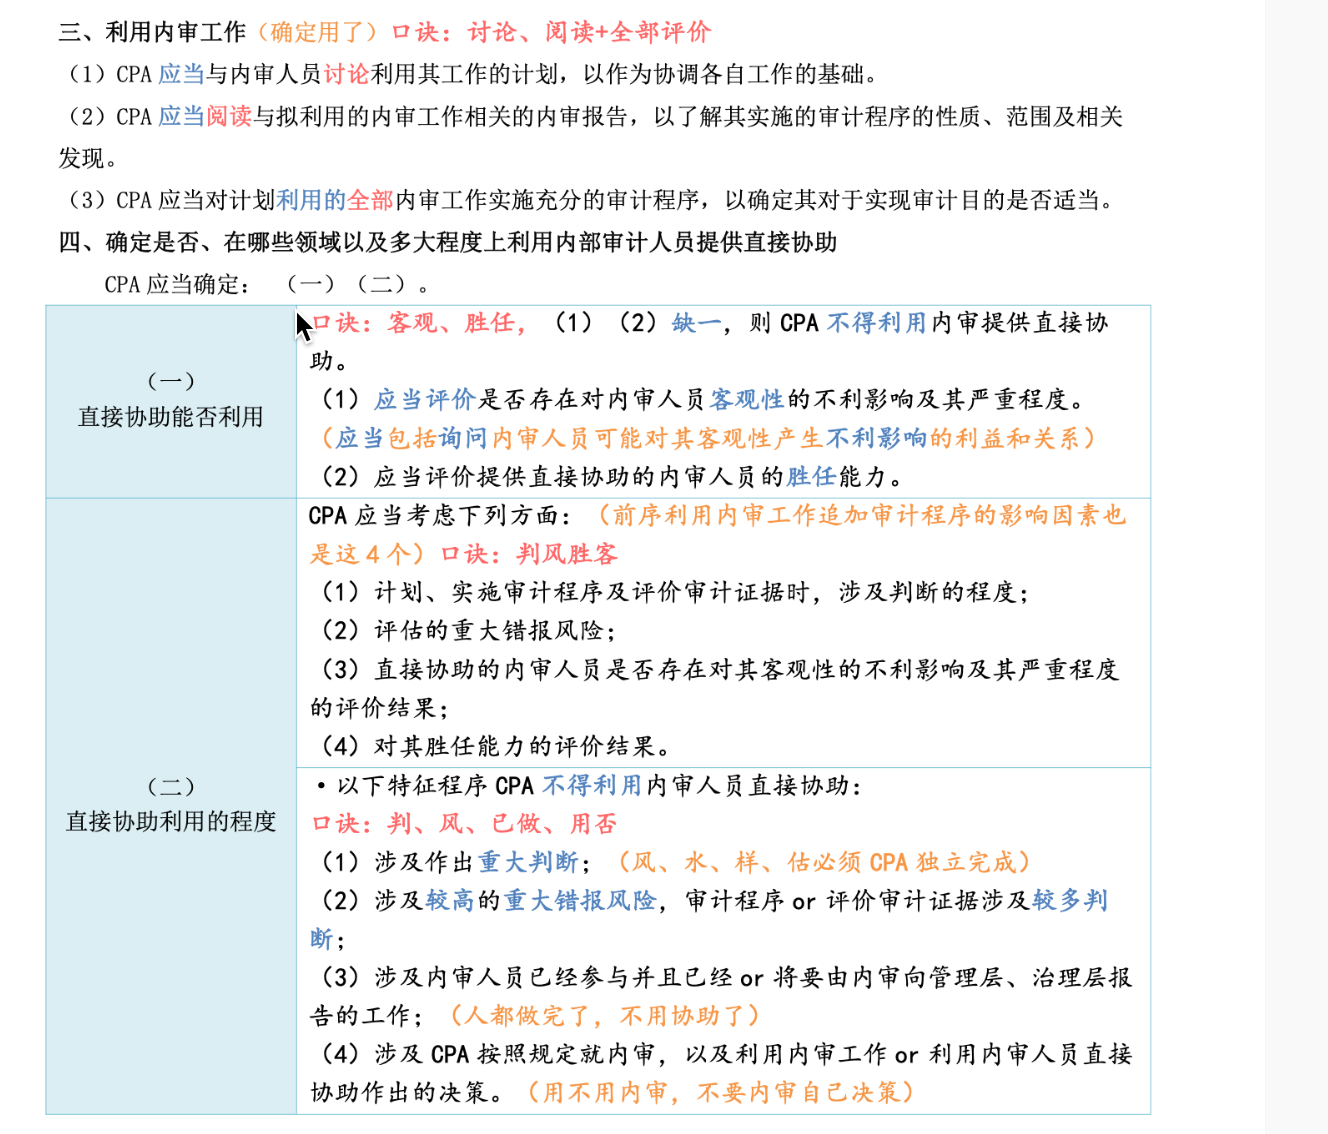 三、利用内审工作（确定用了）口诀：讨论、阅读+全部评价
（1）CPA 应当与内审人员讨论利用其工作的计划，以作为协调各自工作的基础。
（2）CPA 应当阅读与拟利用的内审工作相关的内审报告，以了解其实施的审计程序的性质、范围及相关
发现。
（3）CPA 应当对计划利用的全部内审工作实施充分的审计程序，以确定其对于实现审计目的是否适当。
四、确定是否、在哪些领域以及多大程度上利用内部审计人员提供直接协助
CPA 应当确定：（一）（二）。
（一）
直接协助能否利用
口诀：客观、胜任，（1）（2）缺一，则 CPA 不得利用内审提供直接协
助。
（1）应当评价是否存在对内审人员客观性的不利影响及其严重程度。
（应当包括询问内审人员可能对其客观性产生不利影响的利益和关系）
（2）应当评价提供直接协助的内审人员的胜任能力。
（二）
直接协助利用的程度
CPA 应当考虑下列方面：（前序利用内审工作追加审计程序的影响因素也
是这 4 个）口诀：判风胜客
（1）计划、实施审计程序及评价审计证据时，涉及判断的程度；
（2）评估的重大错报风险；
（3）直接协助的内审人员是否存在对其客观性的不利影响及其严重程度
的评价结果；
（4）对其胜任能力的评价结果。
•以下特征程序 CPA 不得利用内审人员直接协助：
口诀：判、风、已做、用否
（1）涉及作出重大判断；（风、水、样、估必须 CPA 独立完成）
（2）涉及较高的重大错报风险，审计程序 or 评价审计证据涉及较多判
断；
（3）涉及内审人员已经参与并且已经 or 将要由内审向管理层、治理层报
告的工作；（人都做完了，不用协助了）
（4）涉及 CPA 按照规定就内审，以及利用内审工作 or 利用内审人员直接
协助作出的决策。（用不用内审，不要内审自己决策）